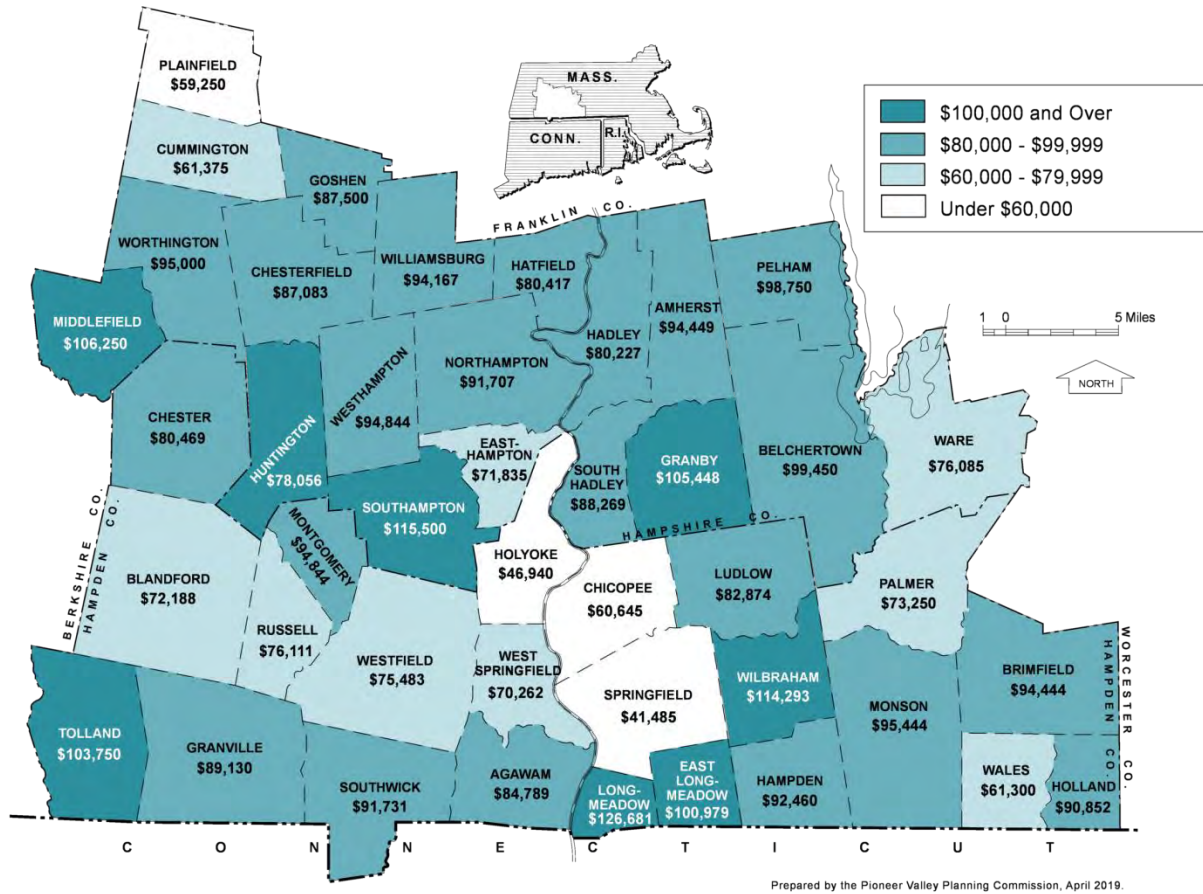 PLAINFIELD
$59,250
CUMMINGTON
$61,375
GOSHEN
$87,500
WORTHINGTON
$95,000
CHESTERFIELD
$87,083
WILLIAMSBURG
$94,167
FRANKLIN CO.
HATFIELD
$80,417
HADLEY
$80,227
AMHERST
$94,449
PELHAM
$98,750
MASS.
CONN.
R.I.
$100,000 and Over
$80,000 - $99,999
$60,000 - $79,999
Under $60,000
1 0 5 Miles
NORTH
MIDDLEFIELD
$106,250
CHESTER
$80,469
HUNTINGTON
$78,056
WESTHAMPTON
$94,844
NORTHAMPTON
$91,707
EAST-
HAMPTON
$71,835
SOUTHAMPTON
$115,500
SOUTH
HADLEY
$88,269
GRANBY
$105,448
BELCHERTOWN
$99,450
WARE
$76,085
HAMPSHIRE CO.
BERKSHIRE CO.
HAMPDEN CO.
BLANDFORD
$72,188
MONTGOMERY
$94,844
RUSSELL
$76,111
WESTFIELD
$75,483
HOLYOKE
$46,940
WEST
SPRINGFIELD
$70,262
CHICOPEE
$60,645
LUDLOW
$82,874
PALMER
$73,250
SPRINGFIELD
$41,485
WILBRAHAM
$114,293
MONSON
$95,444
BRIMFIELD
$94,444
HAMPDEN CO.
WORCESTER CO.
TOLLAND
$103,750
GRANVILLE
$89,130
SOUTHWICK
$91,731
AGAWAM
$84,789
LONG-
MEADOW
$126,681
EAST
LONG-
MEADOW
$100,979
HAMPDEN
$92,460
WALES
$61,300
HOLLAND
$90,852
CONNECTICUT
Prepared by the Pioneer Valley Planning Commission, April 2019.